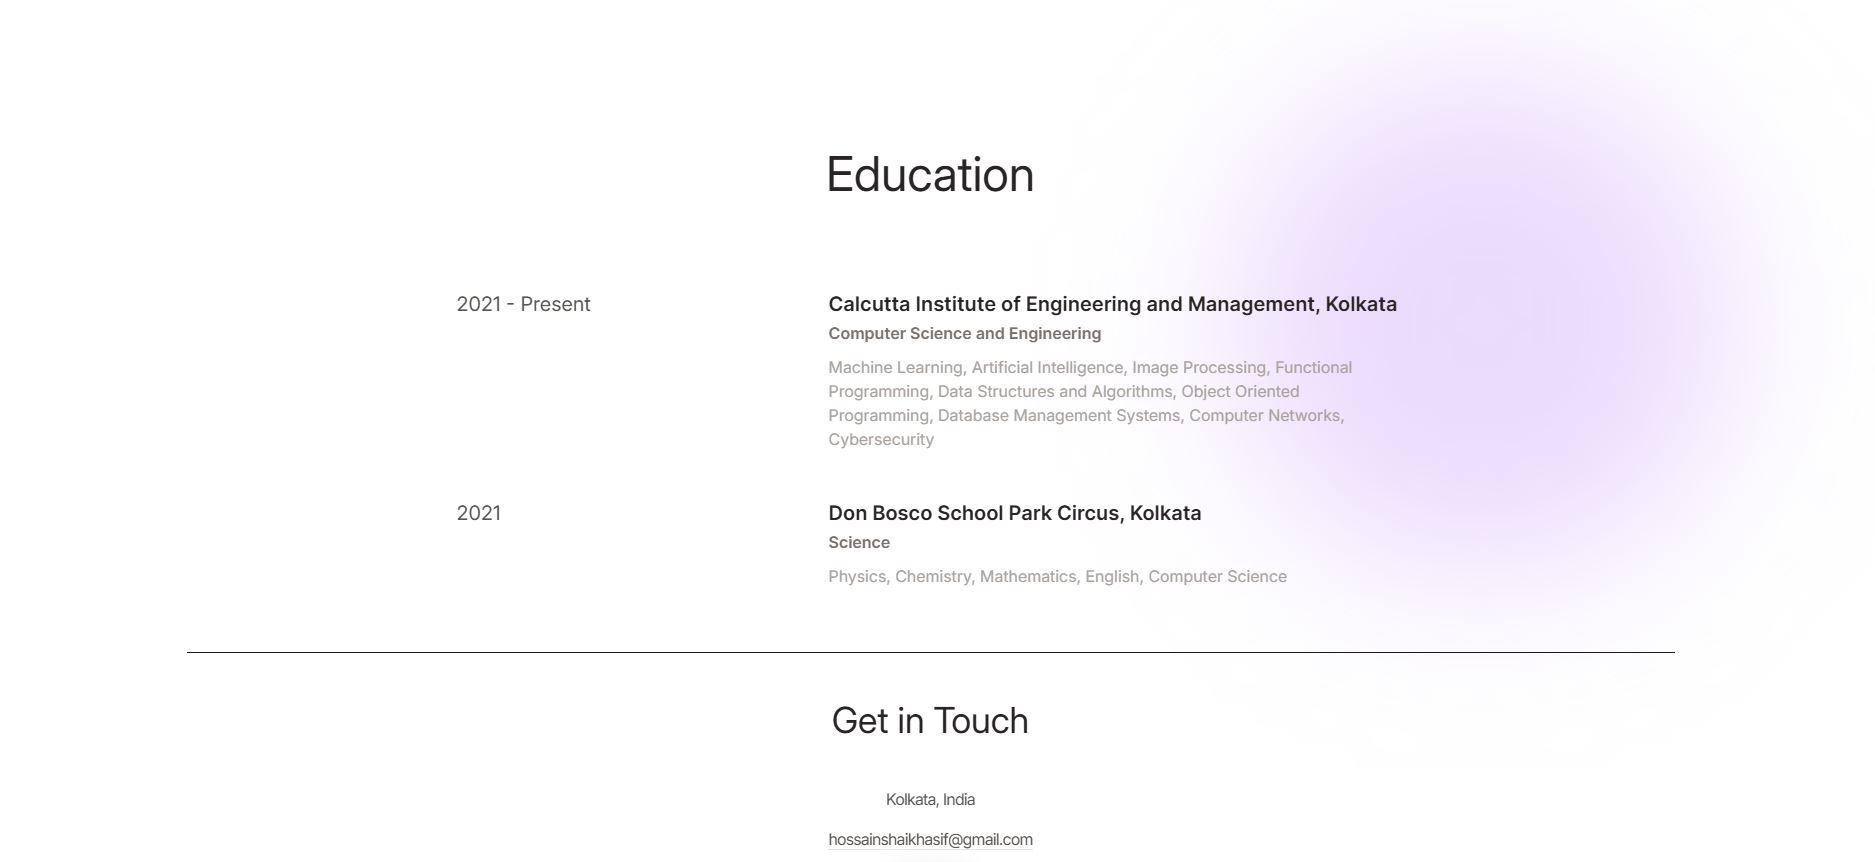 Education
2021 - Present
Calcutta Institute of Engineering and Management, Kolkata
Computer Science and Engineering
Machine Learning, Artificial Intelligence, Image Processing, Functional
Programming, Data Structures and Algorithms, Object Oriented
Programming, Database Management Systems, Computer Networks,
Cybersecurity
2021
Don Bosco School Park Circus, Kolkata
Science
Physics, Chemistry, Mathematics, English, Computer Science
Get in Touch
Kolkata, India
hossainshaikhasif@gmail.com